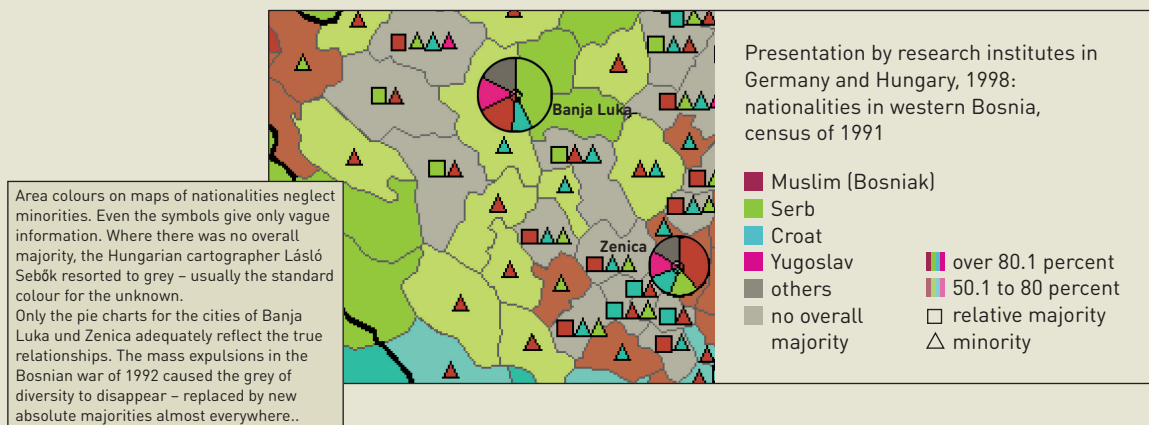 Presentation by research institutes in
Germany and Hungary, 1998:
nationalities in western Bosnia,
census of 1991
Muslim (Bosniak)
Serb
Croat
Yugoslav
others
no overall
majority
over 80.1 percent
50.1 to 80 percent
relative majority
minority
Banja Luka
Zenica
Area colours on maps of nationalities neglect
minorities. Even the symbols give only vague
information. Where there was no overall
majority, the Hungarian cartographer Lásló
Sebők resorted to grey – usually the standard
colour for the unknown.
Only the pie charts for the cities of Banja
Luka und Zenica adequately reflect the true
relationships. The mass expulsions in the
Bosnian war of 1992 caused the grey of
diversity to disappear – replaced by new
absolute majorities almost everywhere..